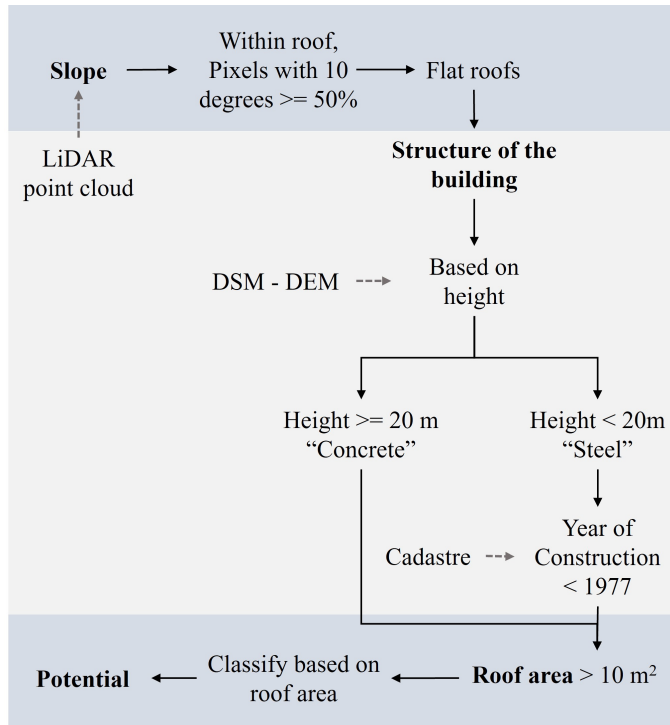 Slope
Within roof,
Pixels with 10
degrees >= 50%
Flat roofs
LiDAR
point cloud
Structure of the
building
DSM - DEM
Based on
height
Height >= 20 m
“Concrete”
Height < 20m
“Steel”
Cadastre
Year of
Construction
< 1977
Roof area > 10 m²
Classify based on
roof area
Potential